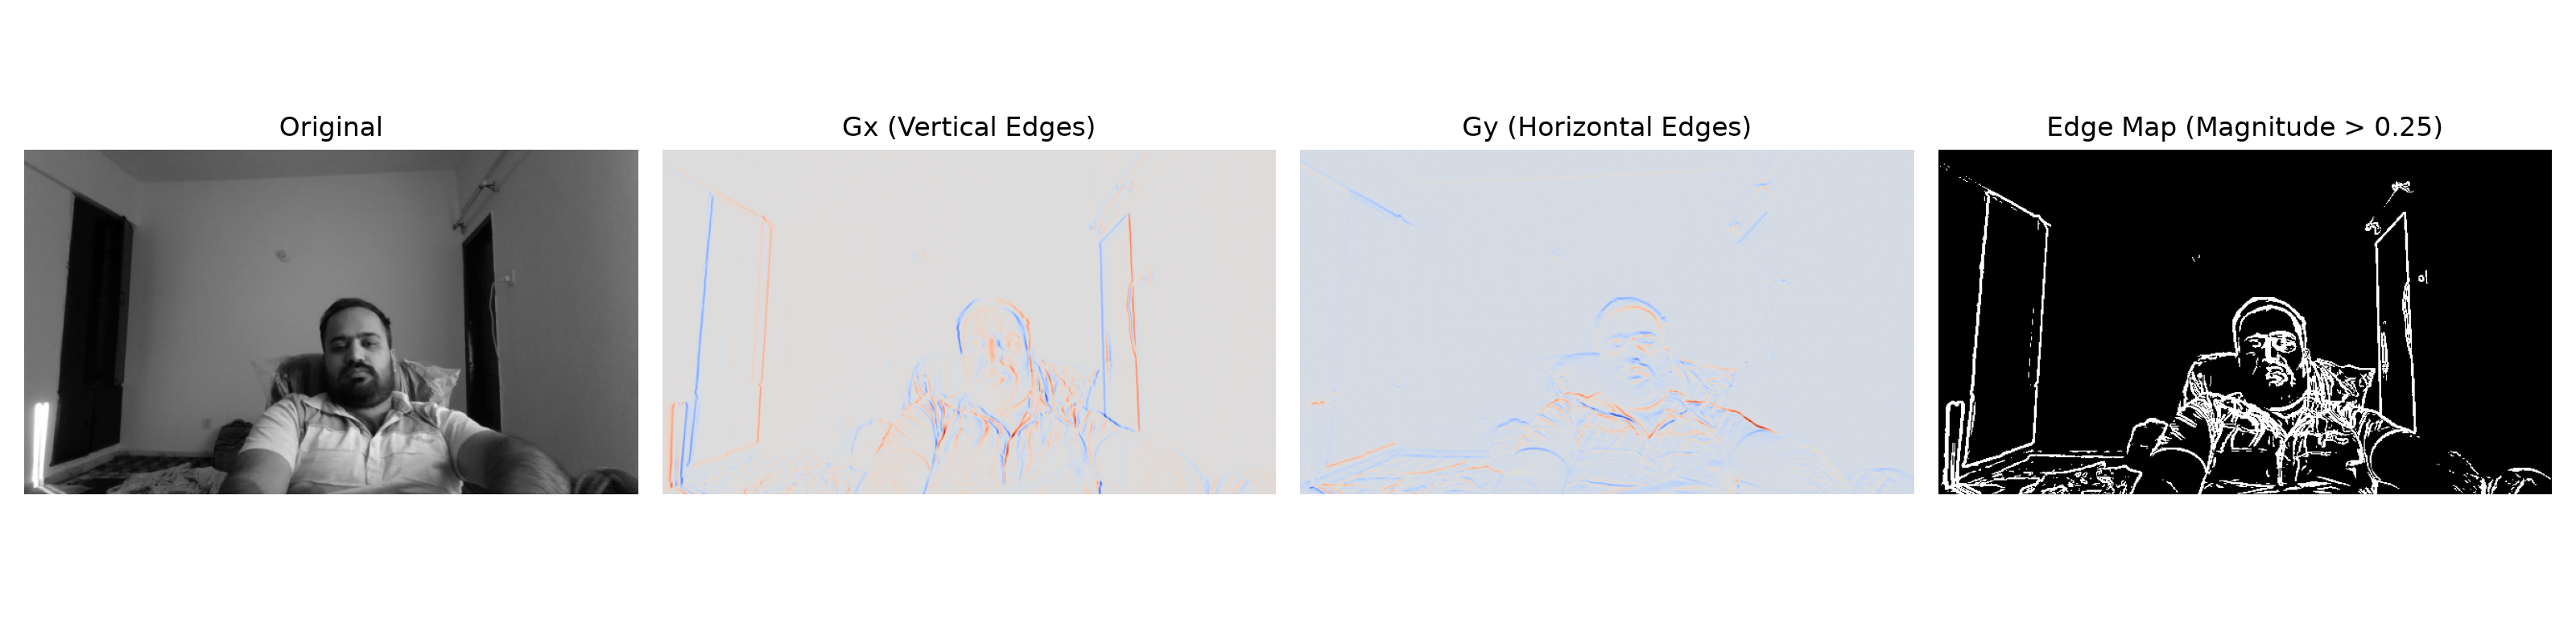 Original
Gx (Vertical Edges)
Gy (Horizontal Edges)
Edge Map (Magnitude > 0.25)